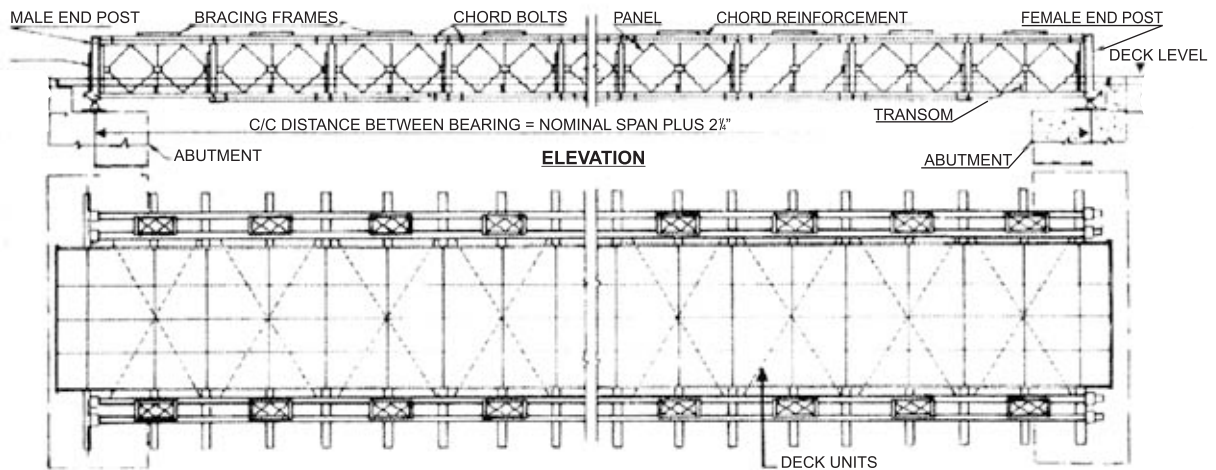 MALE END POST
BRACING FRAMES
CHORD BOLTS
PANEL
CHORD REINFORCEMENT
FEMALE END POST
DECK LEVEL
TRANSOM
C/C DISTANCE BETWEEN BEARING = NOMINAL SPAN PLUS 2¼"
ABUTMENT
ELEVATION
ABUTMENT
DECK UNITS